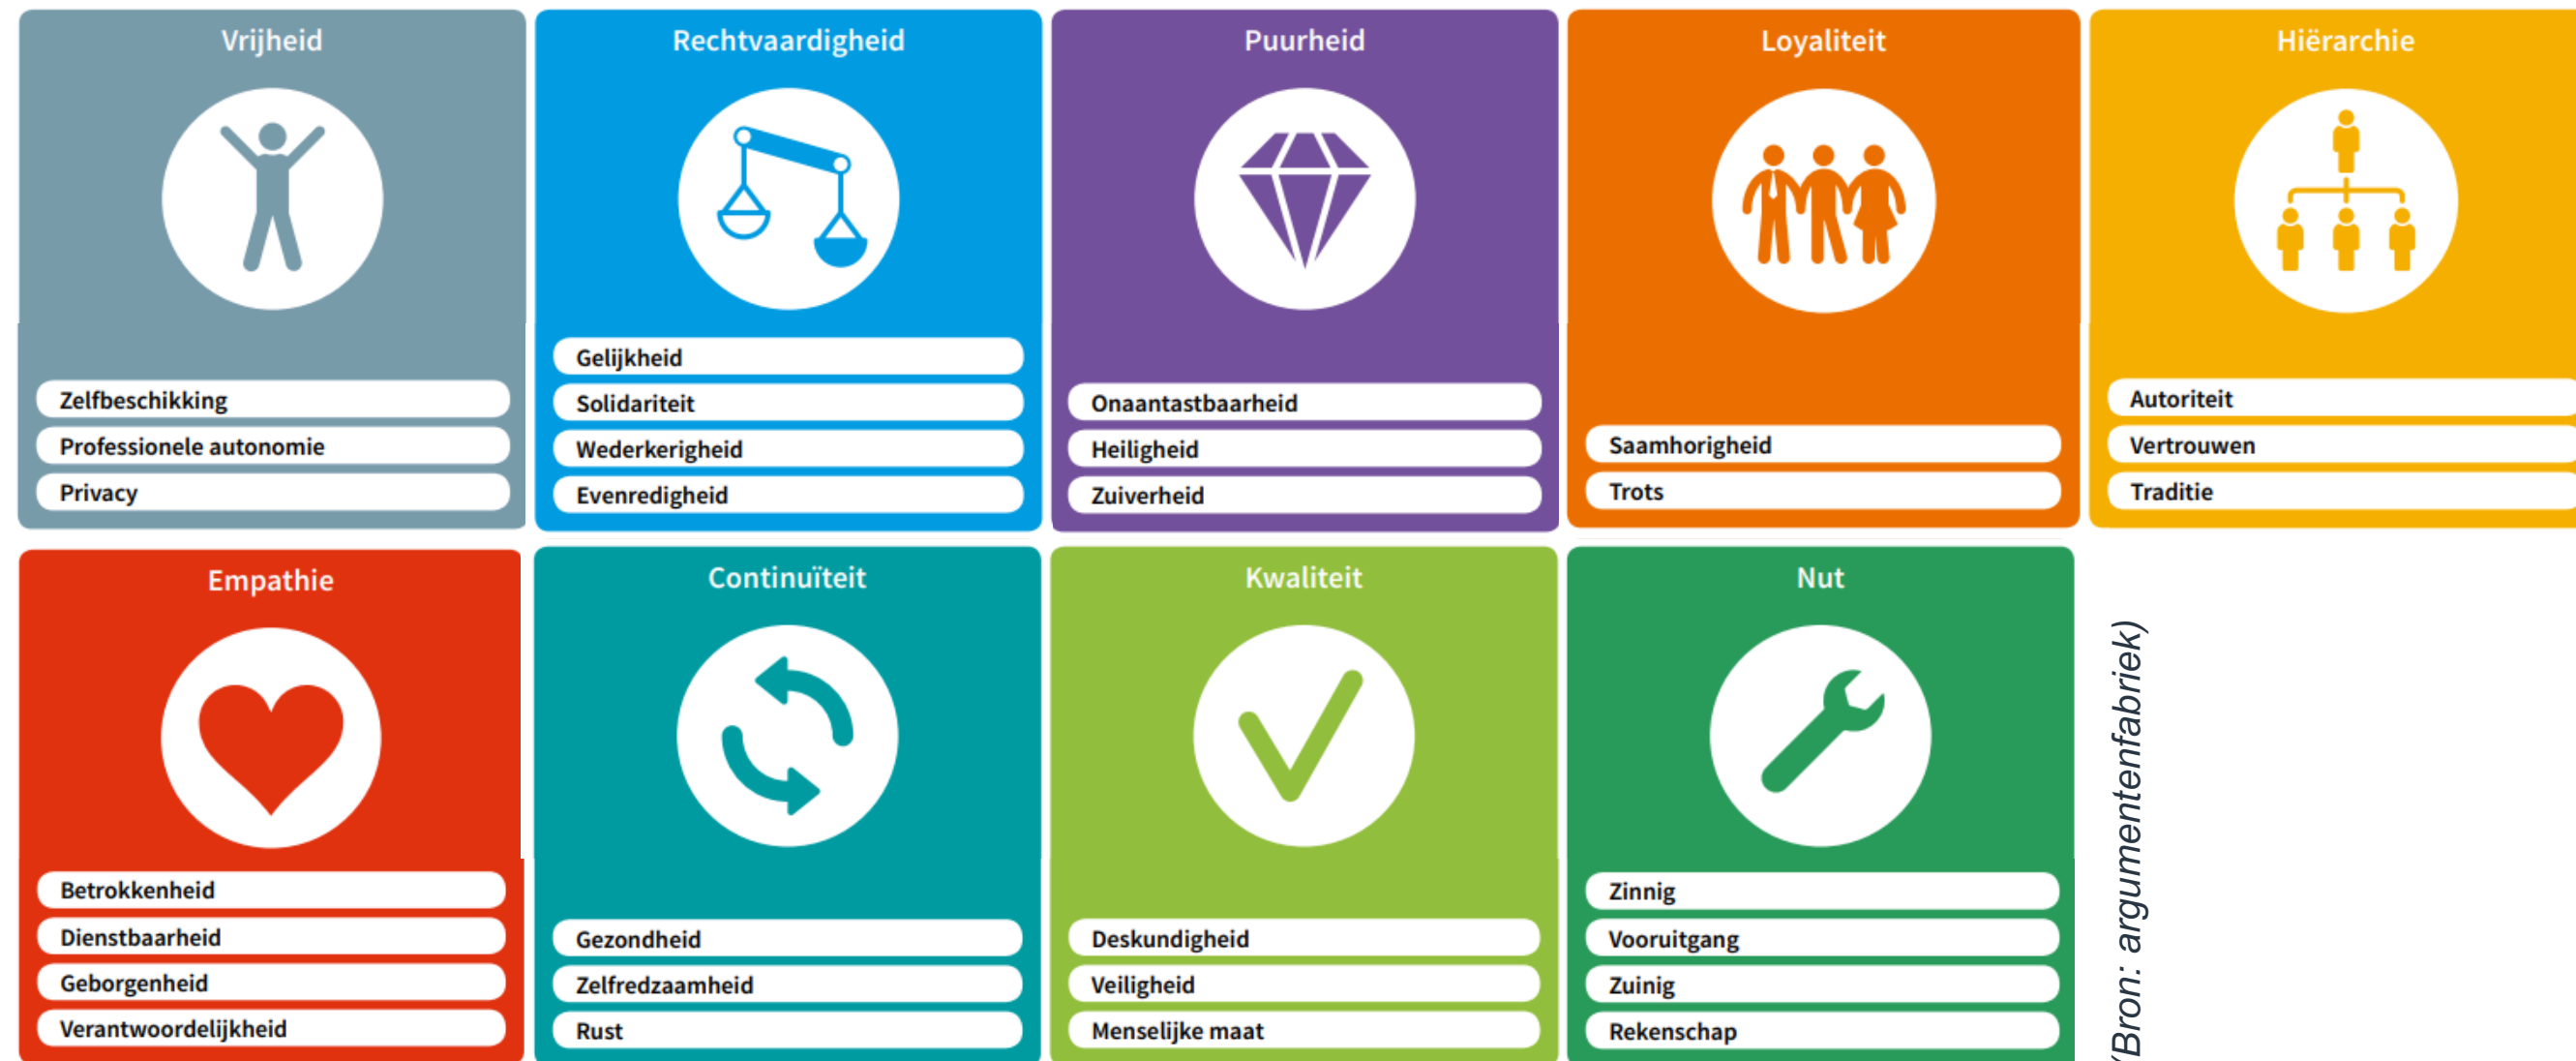 Vrijheid
Zelfbeschikking
Professionele autonomie
Privacy
Rechtvaardigheid
Gelijkheid
Solidariteit
Wederkerigheid
Evenredigheid
Puurheid
Onaantastbaarheid
Heiligheid
Zuiverheid
Loyaliteit
Saamhorigheid
Trots
Hiërarchie
Autoriteit
Vertrouwen
Traditie
Empathie
Betrokkenheid
Dienstbaarheid
Geborgenheid
Verantwoordelijkheid
Continuïteit
Gezondheid
Zelfredzaamheid
Rust
Kwaliteit
Deskundigheid
Veiligheid
Menselijke maat
Nut
Zinnig
Vooruitgang
Zuinig
Rekenschap
(Bron: argumentenfabriek)